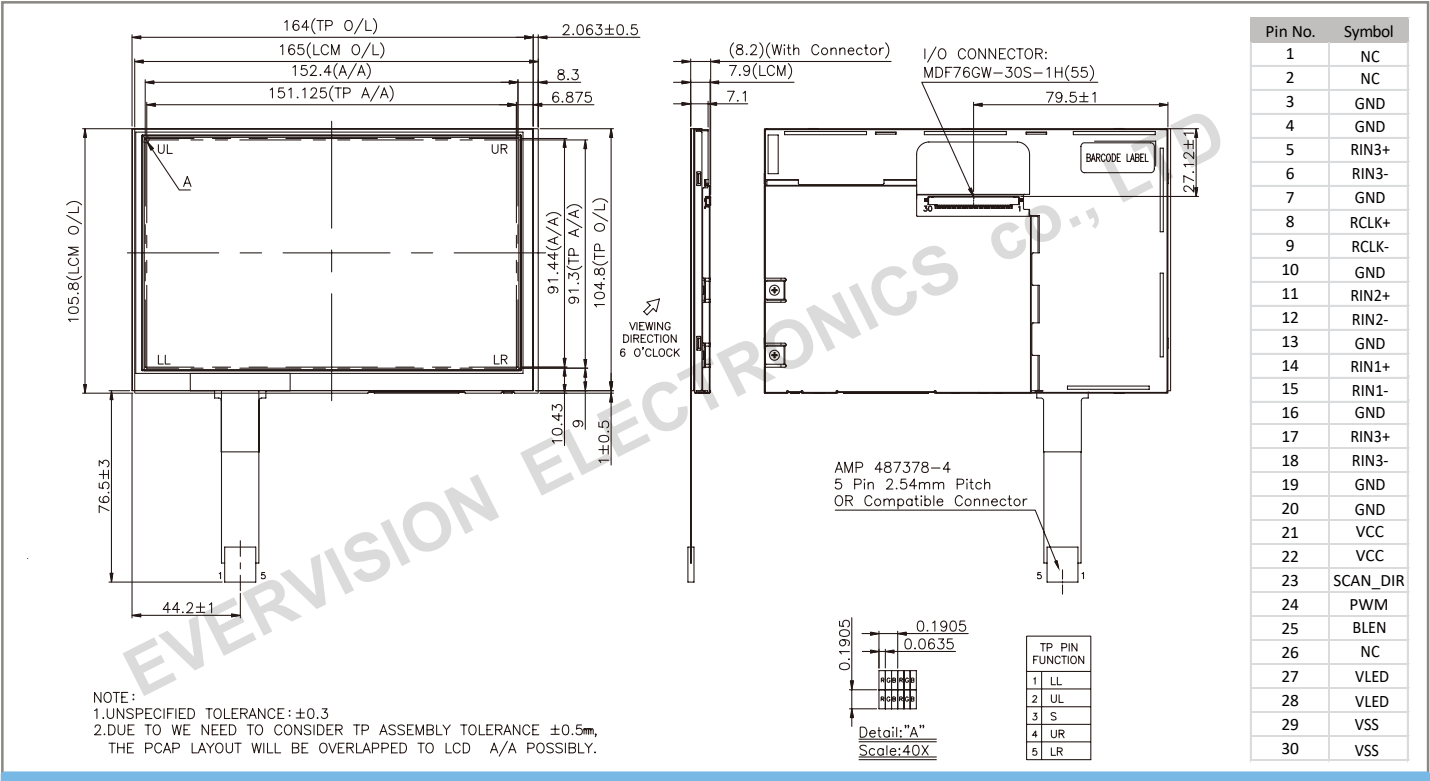 164(TP O/L)
2.063±0.5
165(LCM O/L)
152.4(A/A)
8.3
151.125(TP A/A)
6.875
UL
UR
A
LL
LR
105.8(LCM O/L)
91.44(A/A)
91.3(TP A/A)
104.8(TP O/L)
10.43
9
1±0.5
76.5±3
1
5
44.2±1
(8.2)(With Connector)
7.9(LCM)
7.1
VIEWING
DIRECTION
6 O'CLOCK
I/O CONNECTOR:
MDF76GW-30S-1H(55)
79.5±1
27.12±1
BARCODE LABEL
30
1
AMP 487378-4
5 Pin 2.54mm Pitch
OR Compatible Connector
5
1
0.1905
0.1905
0.0635
RGBRGB
RGBRGB
Detail:"A"
Scale:40X
TP PIN
FUNCTION
1 LL
2 UL
3 S
4 UR
5 LR
NOTE:
1.UNSPECIFIED TOLERANCE:±0.3
2.DUE TO WE NEED TO CONSIDER TP ASSEMBLY TOLERANCE ±0.5mm,
THE PCAP LAYOUT WILL BE OVERLAPPED TO LCD A/A POSSIBLY.
EVERVISION ELECTRONICS co., LTD
Pin No. Symbol
1 NC
2 NC
3 GND
4 GND
5 RIN3+
6 RIN3-
7 GND
8 RCLK+
9 RCLK-
10 GND
11 RIN2+
12 RIN2-
13 GND
14 RIN1+
15 RIN1-
16 GND
17 RIN3+
18 RIN3-
19 GND
20 GND
21 VCC
22 VCC
23 SCAN_DIR
24 PWM
25 BLEN
26 NC
27 VLED
28 VLED
29 VSS
30 VSS